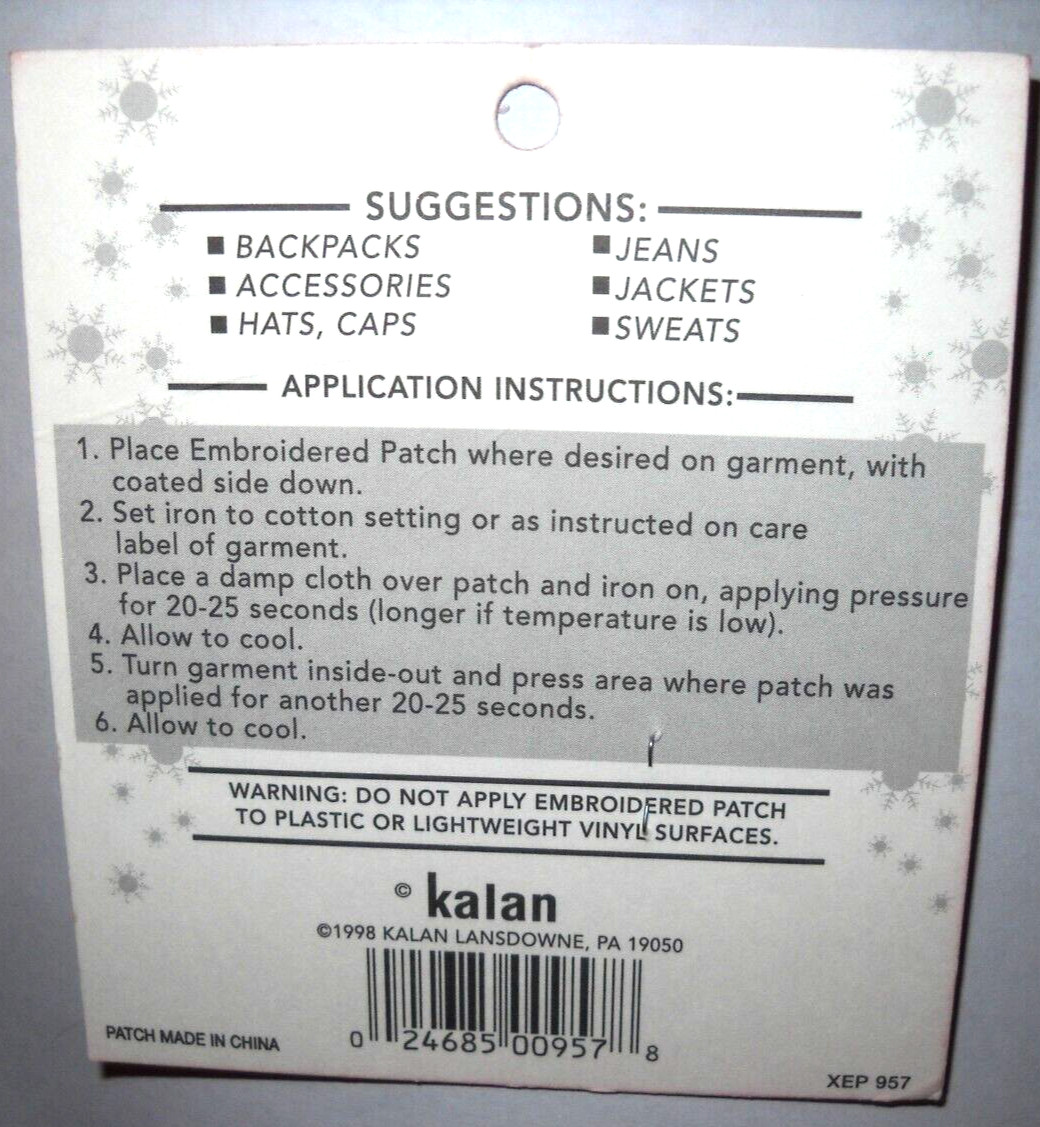 SUGGESTIONS:
■ BACKPACKS ■ JEANS
■ ACCESSORIES ■ JACKETS
■ HATS, CAPS ■ SWEATS
APPLICATION INSTRUCTIONS:
1. Place Embroidered Patch where desired on garment, with
coated side down.
2. Set iron to cotton setting or as instructed on care
label of garment.
3. Place a damp cloth over patch and iron on, applying pressure
for 20-25 seconds (longer if temperature is low).
4. Allow to cool.
5. Turn garment inside-out and press area where patch was
applied for another 20-25 seconds.
6. Allow to cool.
WARNING: DO NOT APPLY EMBROIDERED PATCH
TO PLASTIC OR LIGHTWEIGHT VINYL SURFACES.
© kalan
©1998 KALAN LANSDOWNE, PA 19050
PATCH MADE IN CHINA
0 24685 00957 8
XEP 957